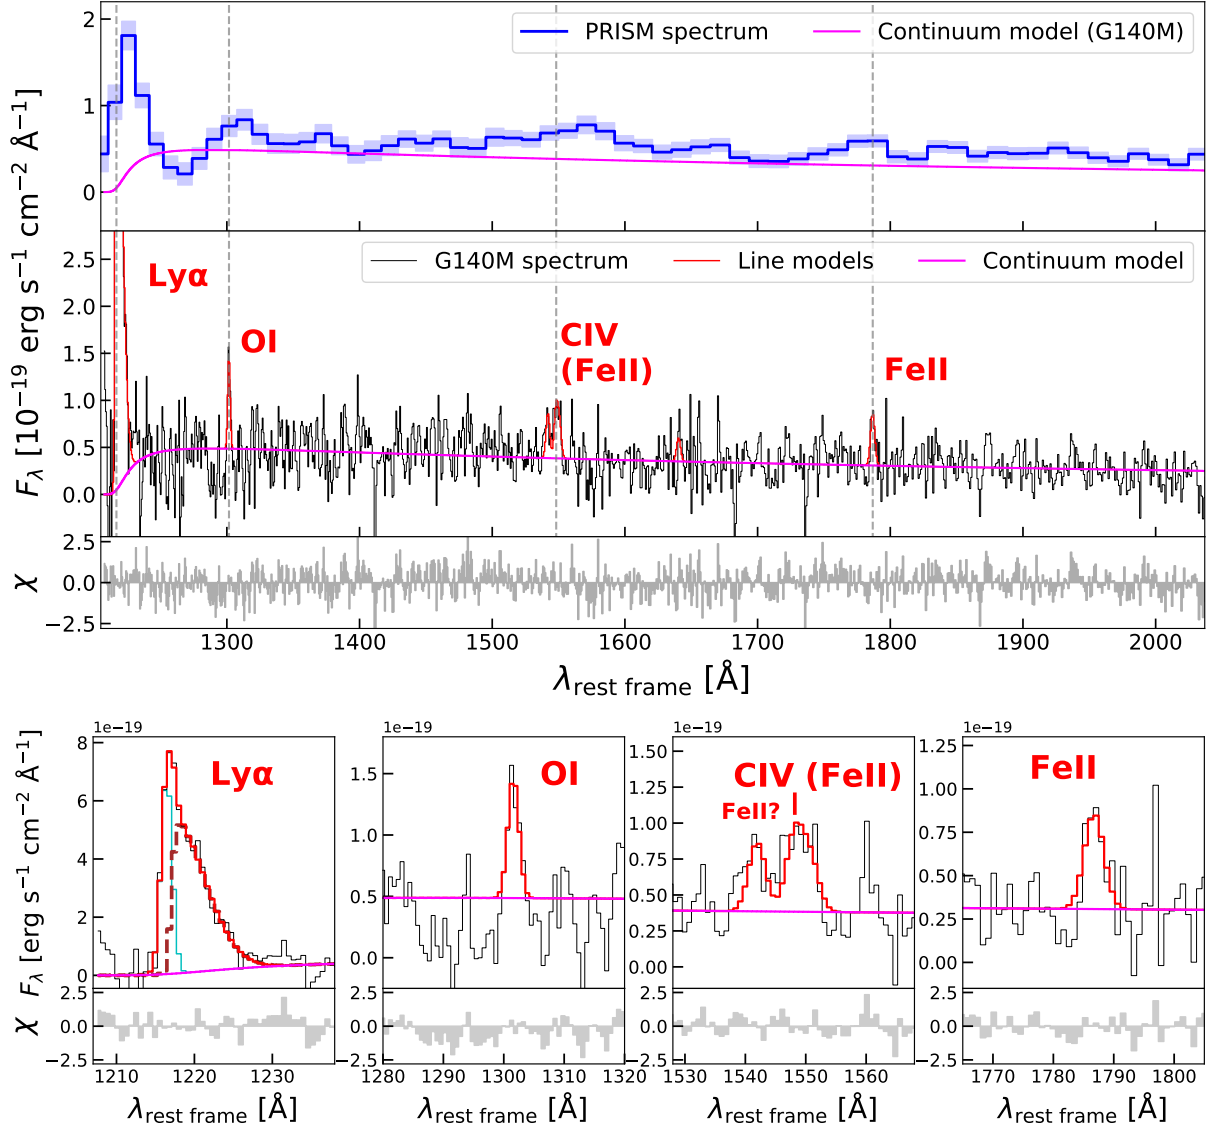 PRISM spectrum Continuum model (G140M)
2
1
0
G140M spectrum Line models Continuum model
Lyα
OI
CIV
(FeII)
FeII
2.5
2.0
1.5
1.0
0.5
0.0
F_λ [10⁻¹⁹ erg s⁻¹ cm⁻² Å⁻¹]
2.5
0.0
−2.5
χ
1300 1400 1500 1600 1700 1800 1900 2000
λ_rest frame [Å]
1e−19 1e−19 1e−19 1e−19
Lyα
8
6
4
2
0
OI
1.5
1.0
0.5
0.0
CIV (FeII)
FeII?
1.50
1.25
1.00
0.75
0.50
0.25
0.00
FeII
1.25
1.00
0.75
0.50
0.25
0.00
χ F_λ [erg s⁻¹ cm⁻² Å⁻¹]
2.5 2.5 2.5 2.5
0.0 0.0 0.0 0.0
−2.5 −2.5 −2.5 −2.5
1210 1220 1230 1280 1290 1300 1310 1320 1530 1540 1550 1560 1770 1780 1790 1800
λ_rest frame [Å] λ_rest frame [Å] λ_rest frame [Å] λ_rest frame [Å]